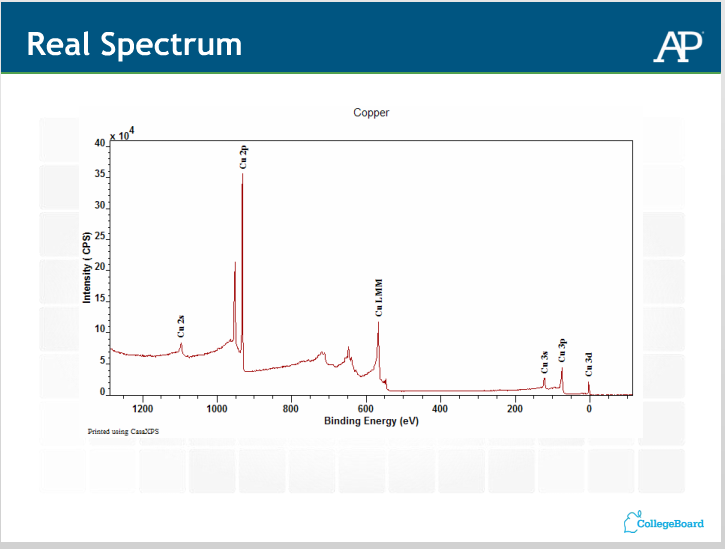 Real Spectrum
AP
Copper
x 10⁴
40
35
30
25
20
15
10
5
0
Intensity ( CPS)
Cu 2s
Cu 2p
Cu LMM
Cu 3s
Cu 3p
Cu 3d
1200 1000 800 600 400 200 0
Binding Energy (eV)
Printed using CasaXPS
CollegeBoard